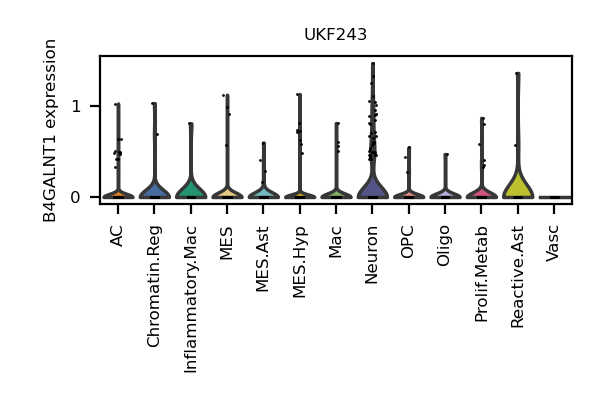 UKF243
B4GALNT1 expression
1
0
AC
Chromatin.Reg
Inflammatory.Mac
MES
MES.Ast
MES.Hyp
Mac
Neuron
OPC
Oligo
Prolif.Metab
Reactive.Ast
Vasc